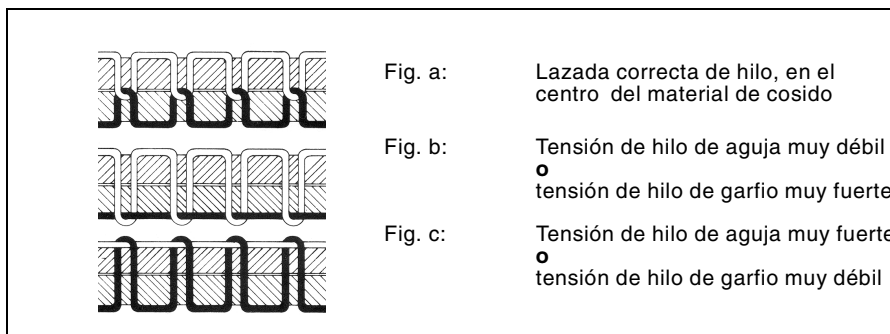 Fig. a: Lazada correcta de hilo, en el
centro del material de cosido
Fig. b: Tensión de hilo de aguja muy débil
o
tensión de hilo de garfio muy fuerte
Fig. c: Tensión de hilo de aguja muy fuerte
o
tensión de hilo de garfio muy débil